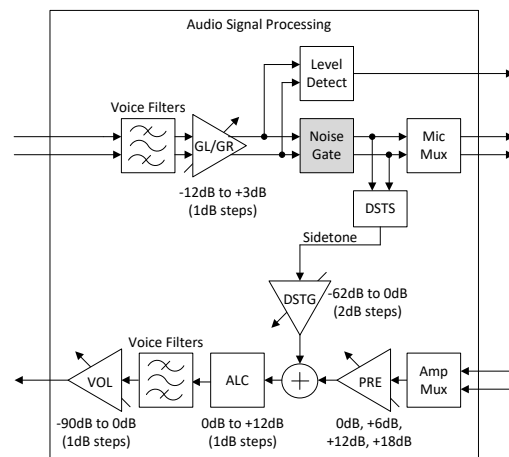 Audio Signal Processing
Level
Detect
Voice Filters
GL/GR
Noise
Gate
Mic
Mux
-12dB to +3dB
(1dB steps)
DSTS
Sidetone
DSTG
-62dB to 0dB
(2dB steps)
Voice Filters
VOL
ALC
PRE
Amp
Mux
-90dB to 0dB
(1dB steps)
0dB to +12dB
(1dB steps)
0dB, +6dB,
+12dB, +18dB